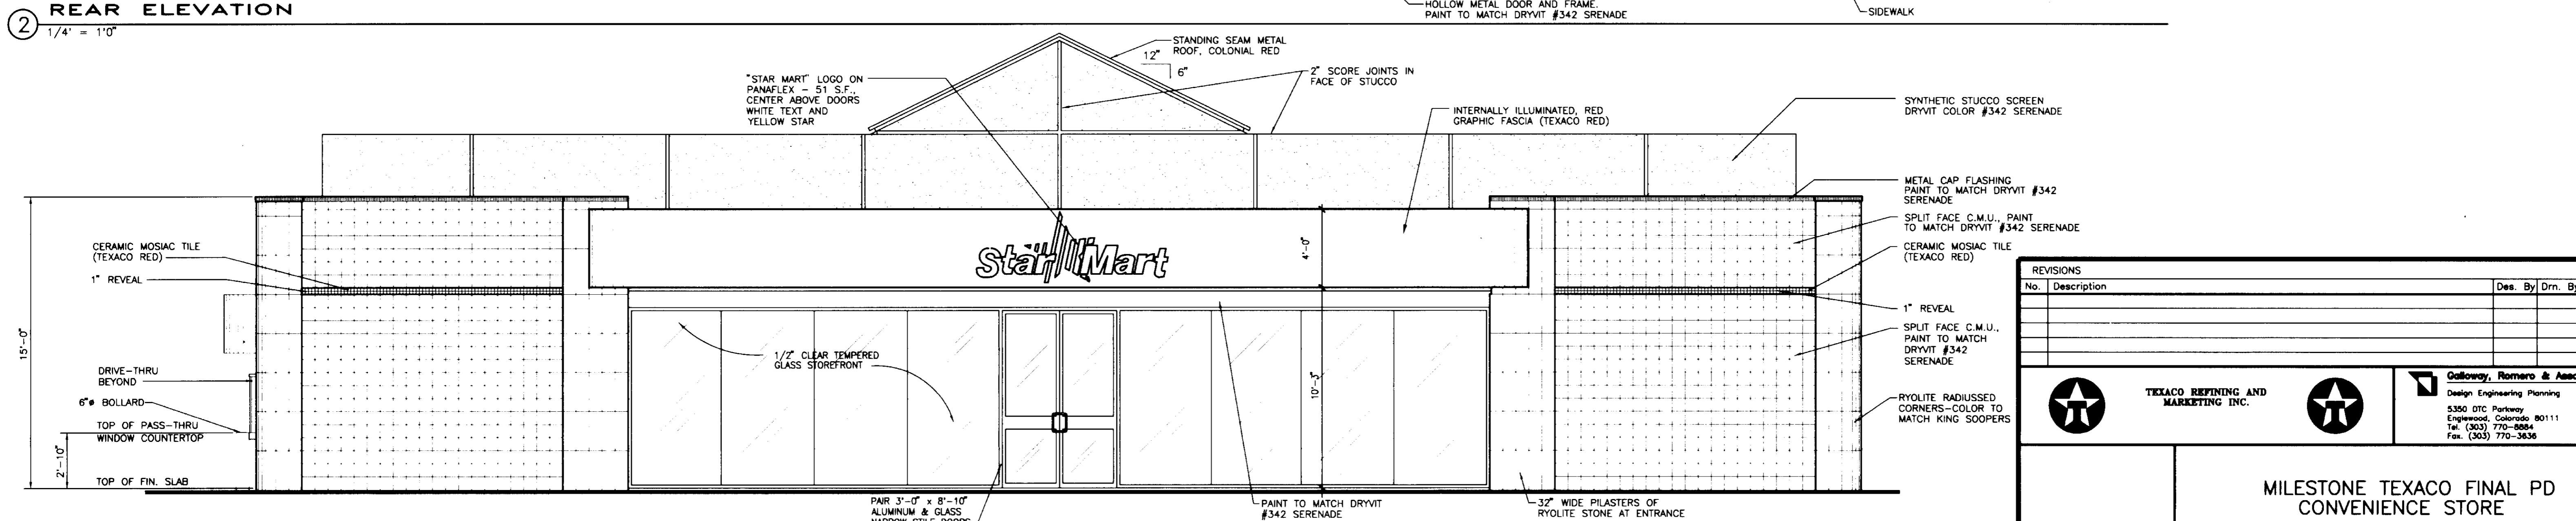 2 REAR ELEVATION
1/4' = 1'0"
HOLLOW METAL DOOR AND FRAME.
PAINT TO MATCH DRYVIT #342 SRENADE
SIDEWALK
STANDING SEAM METAL
ROOF, COLONIAL RED
12"
6"
"STAR MART" LOGO ON
PANAFLEX - 51 S.F.,
CENTER ABOVE DOORS
WHITE TEXT AND
YELLOW STAR
2" SCORE JOINTS IN
FACE OF STUCCO
INTERNALLY ILLUMINATED, RED
GRAPHIC FASCIA (TEXACO RED)
SYNTHETIC STUCCO SCREEN
DRYVIT COLOR #342 SERENADE
METAL CAP FLASHING
PAINT TO MATCH DRYVIT #342
SERENADE
SPLIT FACE C.M.U., PAINT
TO MATCH DRYVIT #342 SERENADE
CERAMIC MOSIAC TILE
(TEXACO RED)
1" REVEAL
SPLIT FACE C.M.U.,
PAINT TO MATCH
DRYVIT #342
SERENADE
RYOLITE RADIUSSED
CORNERS-COLOR TO
MATCH KING SOOPERS
CERAMIC MOSIAC TILE
(TEXACO RED)
1" REVEAL
15'-0"
DRIVE-THRU
BEYOND
6"ø BOLLARD
TOP OF PASS-THRU
WINDOW COUNTERTOP
2'-10"
TOP OF FIN. SLAB
Star Mart
4'-0"
10'-3"
1/2" CLEAR TEMPERED
GLASS STOREFRONT
PAIR 3'-0" x 8'-10"
ALUMINUM & GLASS
NARROW STILE DOORS
PAINT TO MATCH DRYVIT
#342 SERENADE
32" WIDE PILASTERS OF
RYOLITE STONE AT ENTRANCE
REVISIONS
No. Description Des. By Drn. By
T
TEXACO REFINING AND
MARKETING INC.
T
Galloway, Romero & Asso
Design Engineering Planning
5350 DTC Parkway
Englewood, Colorado 80111
Tel. (303) 770-8884
Fax. (303) 770-3636
MILESTONE TEXACO FINAL PD
CONVENIENCE STORE